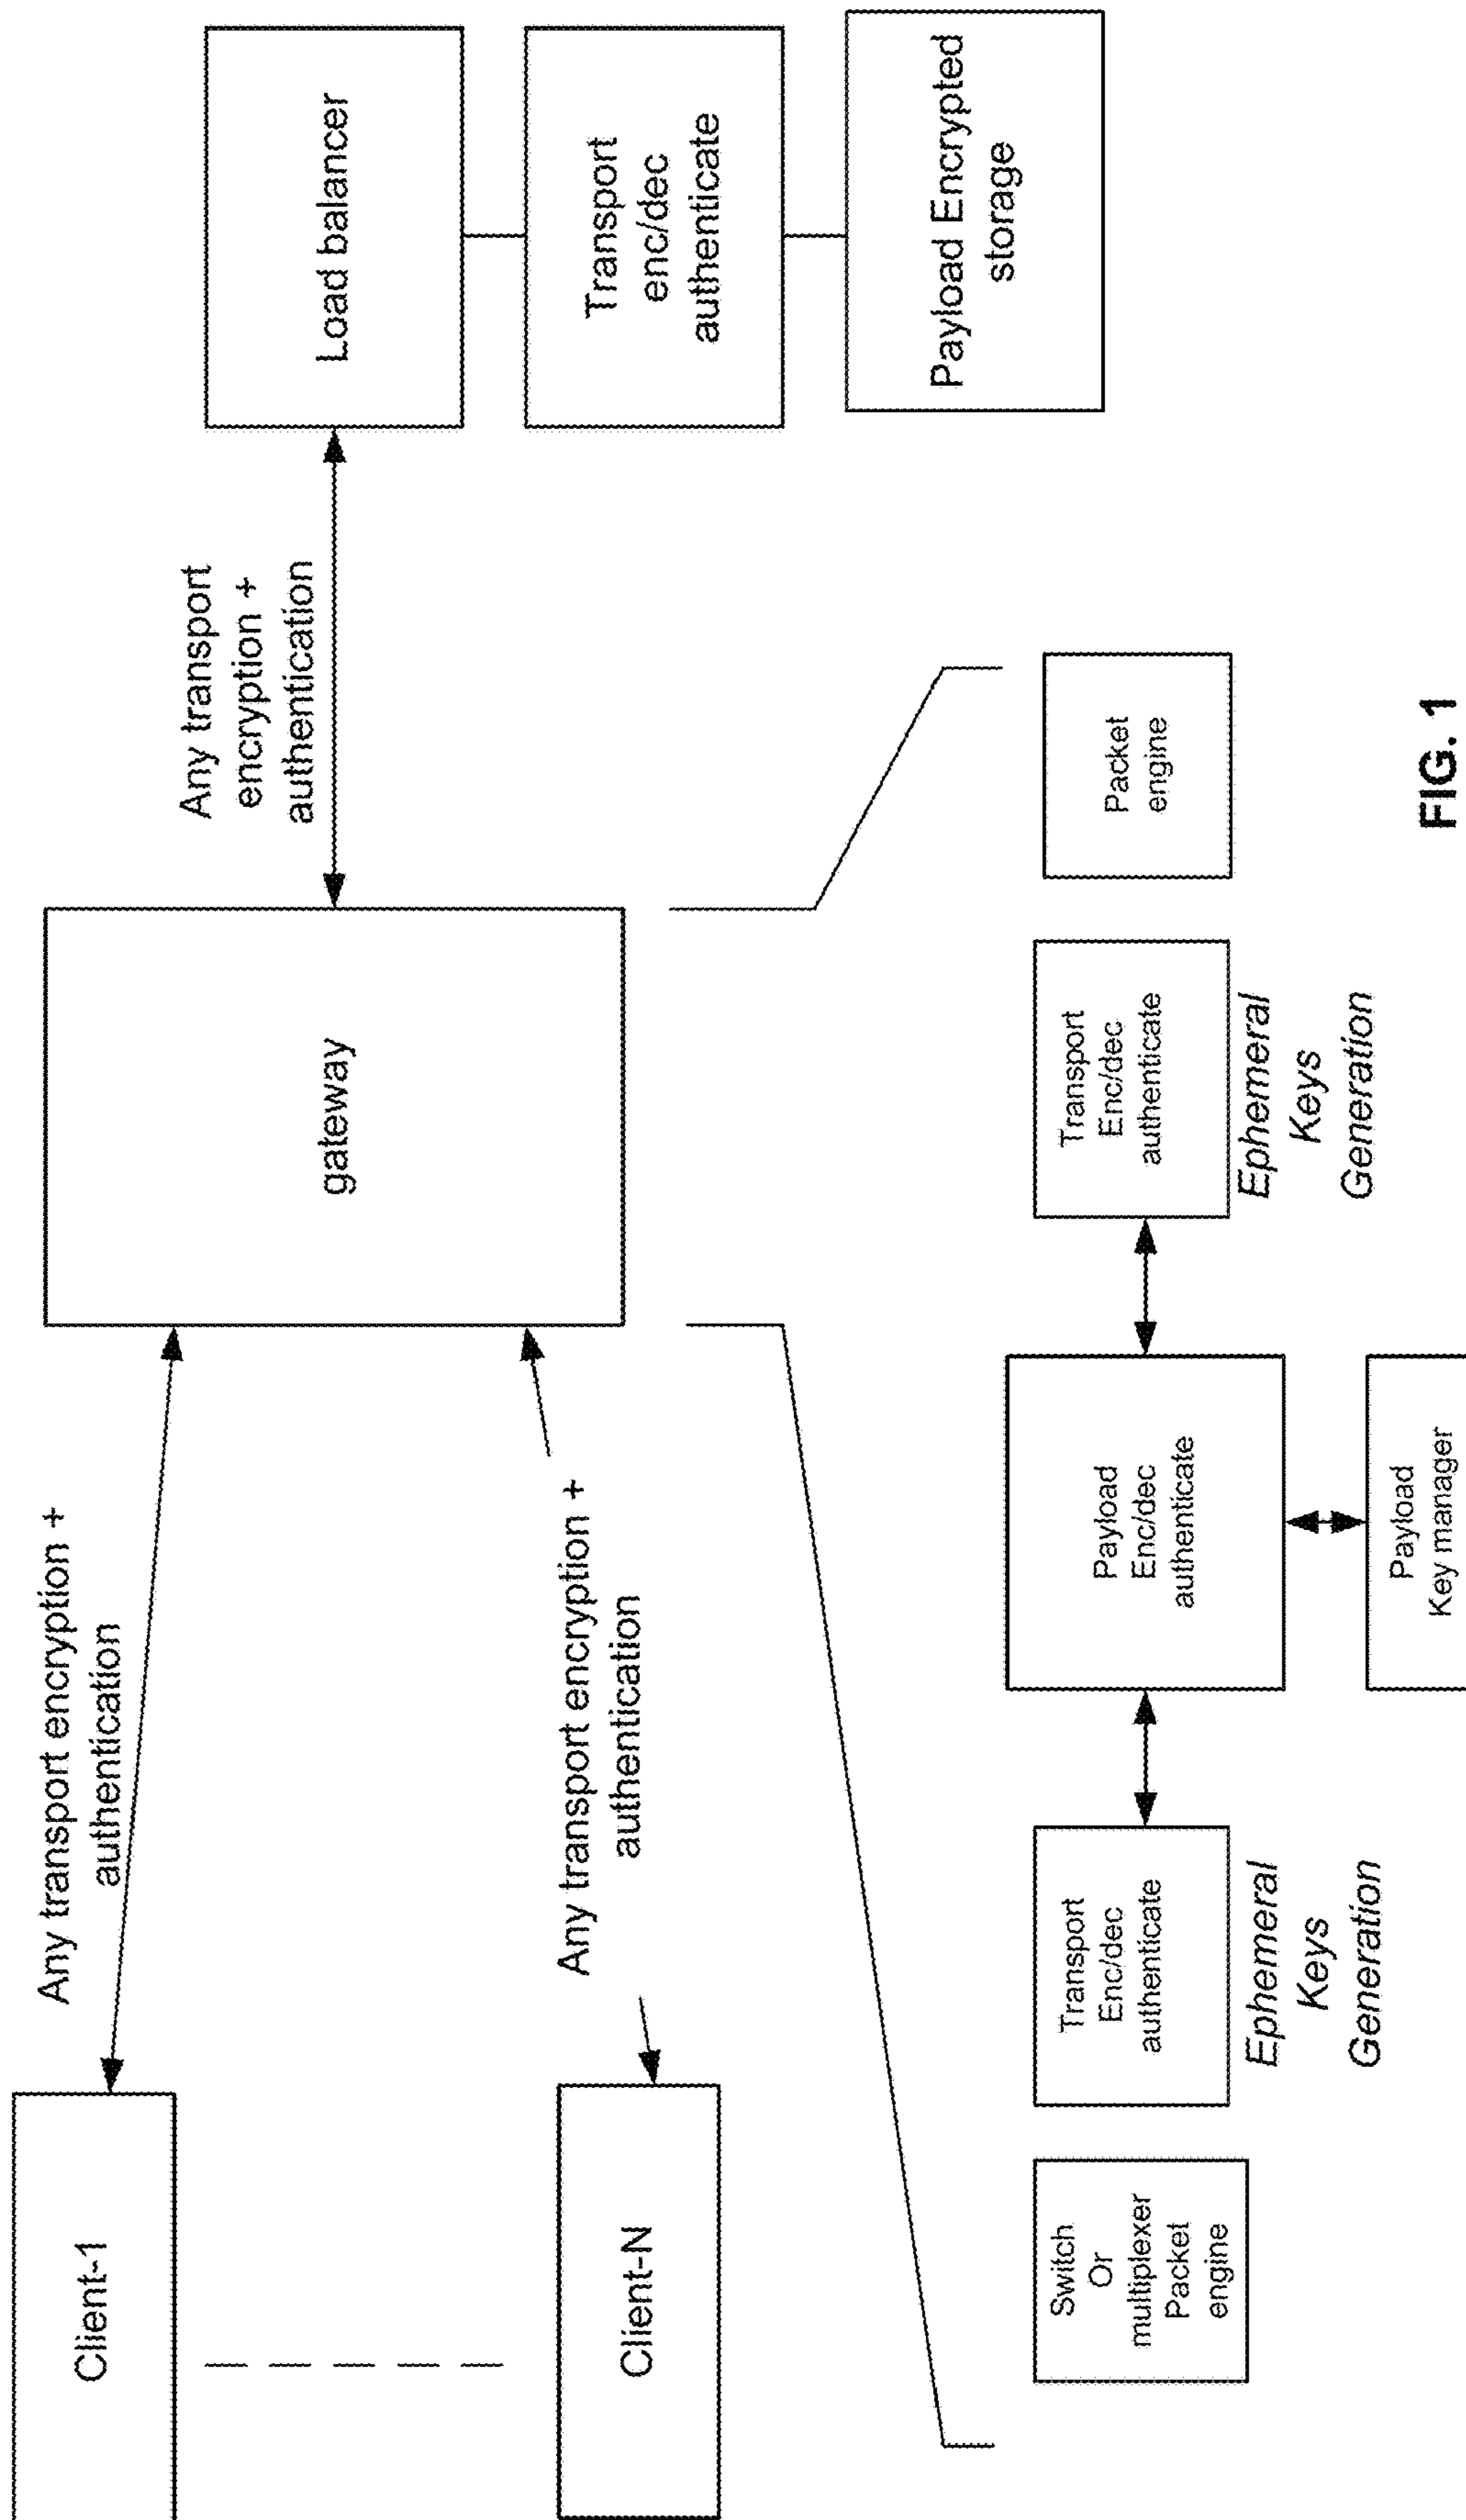 Client-1
Any transport encryption +
authentication
gateway
Any transport
encryption +
authentication
Load balancer
Client-N
Any transport encryption +
authentication
Transport
enc/dec
authenticate
Payload Encrypted
storage
Switch
Or
multiplexer
Packet
engine
Transport
Enc/dec
authenticate
Ephemeral
Keys
Generation
Payload
Enc/dec
authenticate
Payload
Key manager
Transport
Enc/dec
authenticate
Ephemeral
Keys
Generation
Packet
engine
FIG. 1